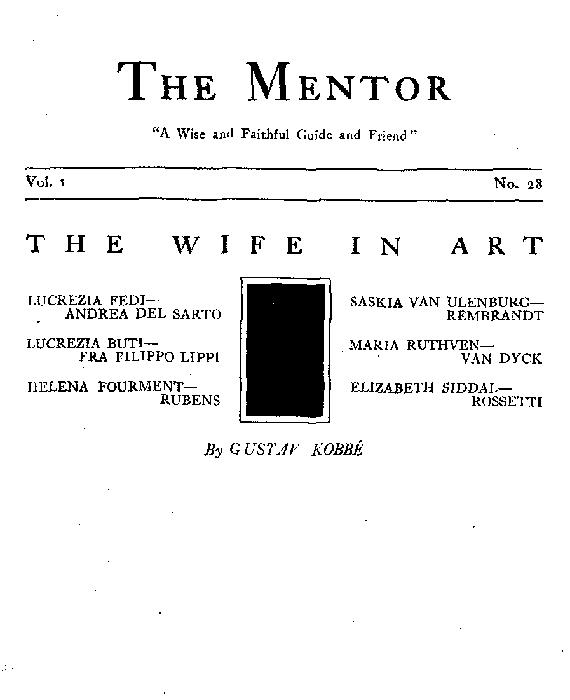 THE MENTOR
"A Wise and Faithful Guide and Friend"
Vol. 1 No. 28
THE WIFE IN ART
LUCREZIA FEDI—
ANDREA DEL SARTO
LUCREZIA BUTI—
FRA FILIPPO LIPPI
HELENA FOURMENT—
RUBENS
SASKIA VAN ULENBURG—
REMBRANDT
MARIA RUTHVEN—
VAN DYCK
ELIZABETH SIDDAL—
ROSSETTI
By GUSTAV KOBBÉ